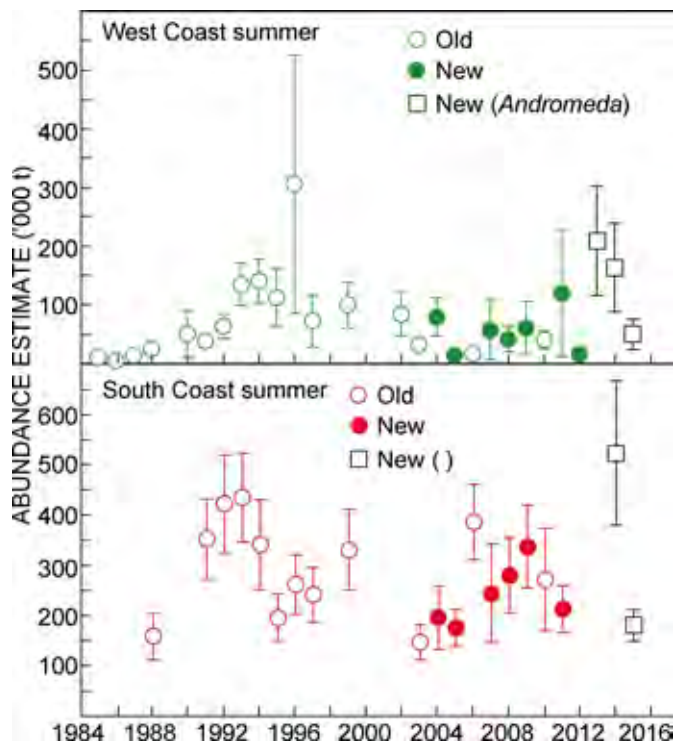 West Coast summer
Old
New
New (Andromeda)
500
400
300
200
100
ABUNDANCE ESTIMATE ('000 t)
South Coast summer
Old
New
New ( )
600
500
400
300
200
100
1984 1988 1992 1996 2000 2004 2008 2012 2016